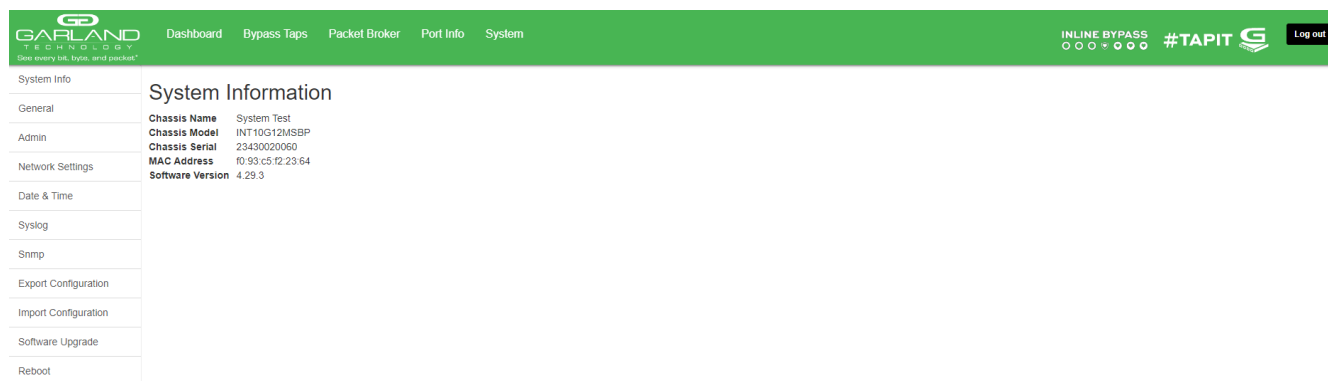 GARLAND
TECHNOLOGY
See every bit, byte, and packet®
Dashboard Bypass Taps Packet Broker Port Info System
INLINE BYPASS
#TAPIT
Log out
System Info
General
Admin
Network Settings
Date & Time
Syslog
Snmp
Export Configuration
Import Configuration
Software Upgrade
Reboot
System Information
Chassis Name System Test
Chassis Model INT10G12MSBP
Chassis Serial 23430020060
MAC Address f0:93:c5:f2:23:64
Software Version 4.29.3